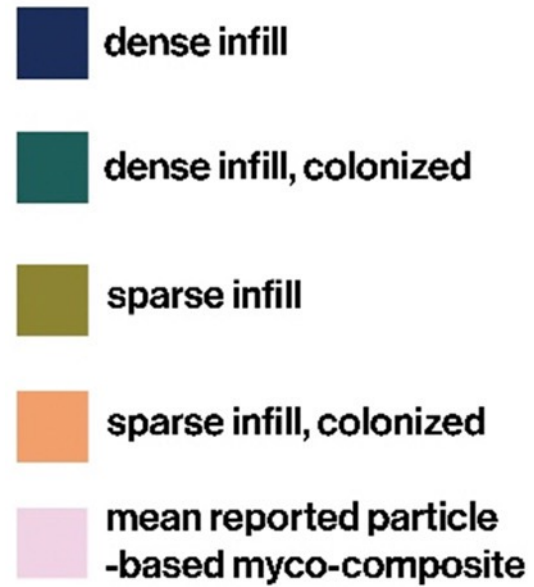 dense infill
dense infill, colonized
sparse infill
sparse infill, colonized
mean reported particle
-based myco-composite